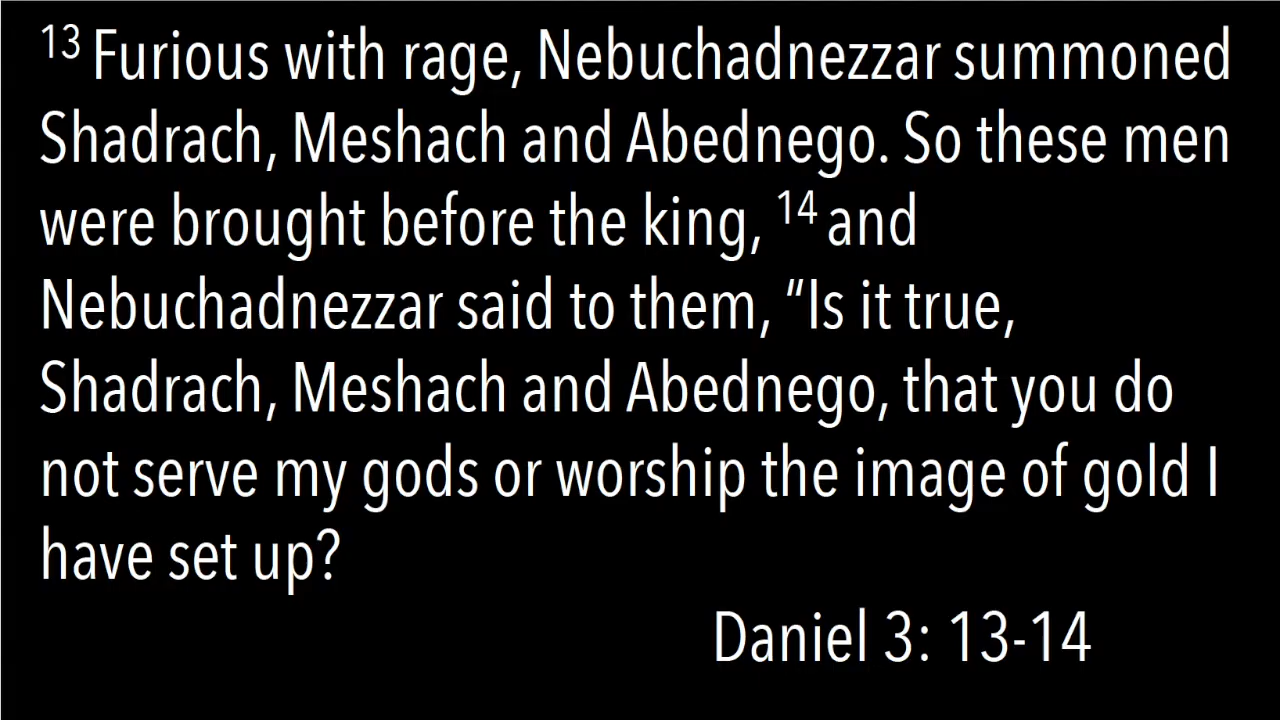 13 Furious with rage, Nebuchadnezzar summoned
Shadrach, Meshach and Abednego. So these men
were brought before the king, 14 and
Nebuchadnezzar said to them, “Is it true,
Shadrach, Meshach and Abednego, that you do
not serve my gods or worship the image of gold I
have set up?
Daniel 3: 13-14